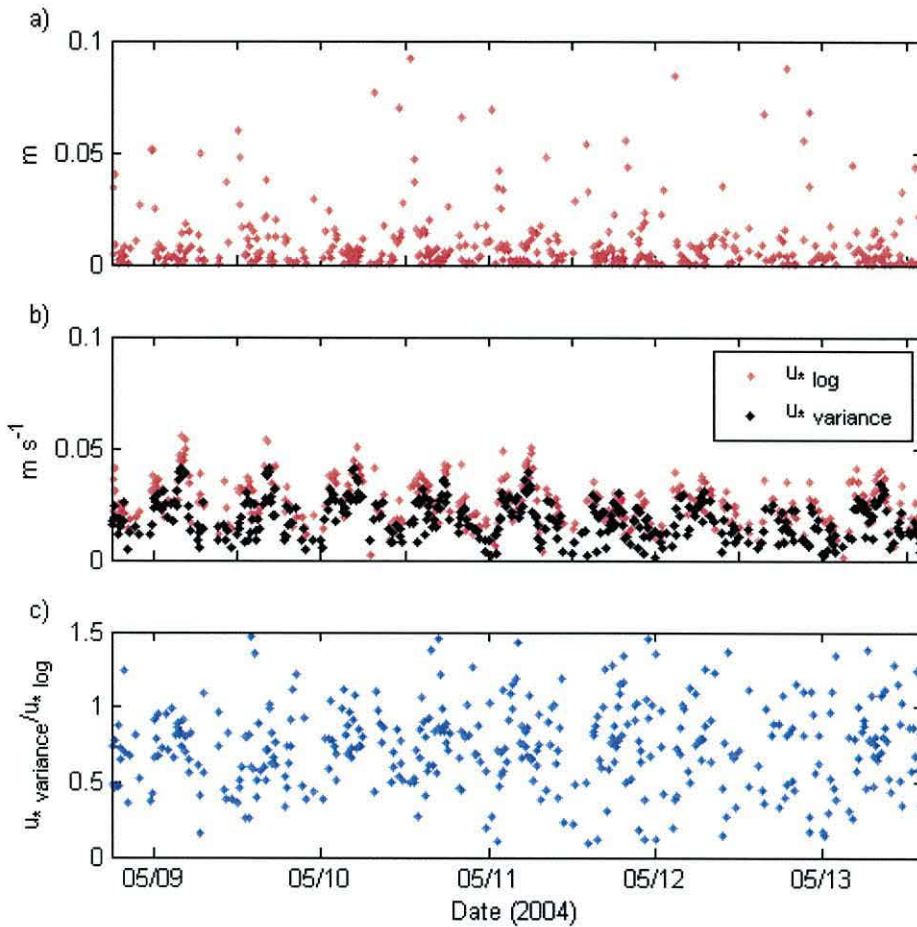 a)
0.1
0.05
0
m
b)
0.1
0.05
0
m s⁻¹
u* log
u* variance
c)
1.5
1
0.5
0
u* variance/u* log
05/09 05/10 05/11 05/12 05/13
Date (2004)